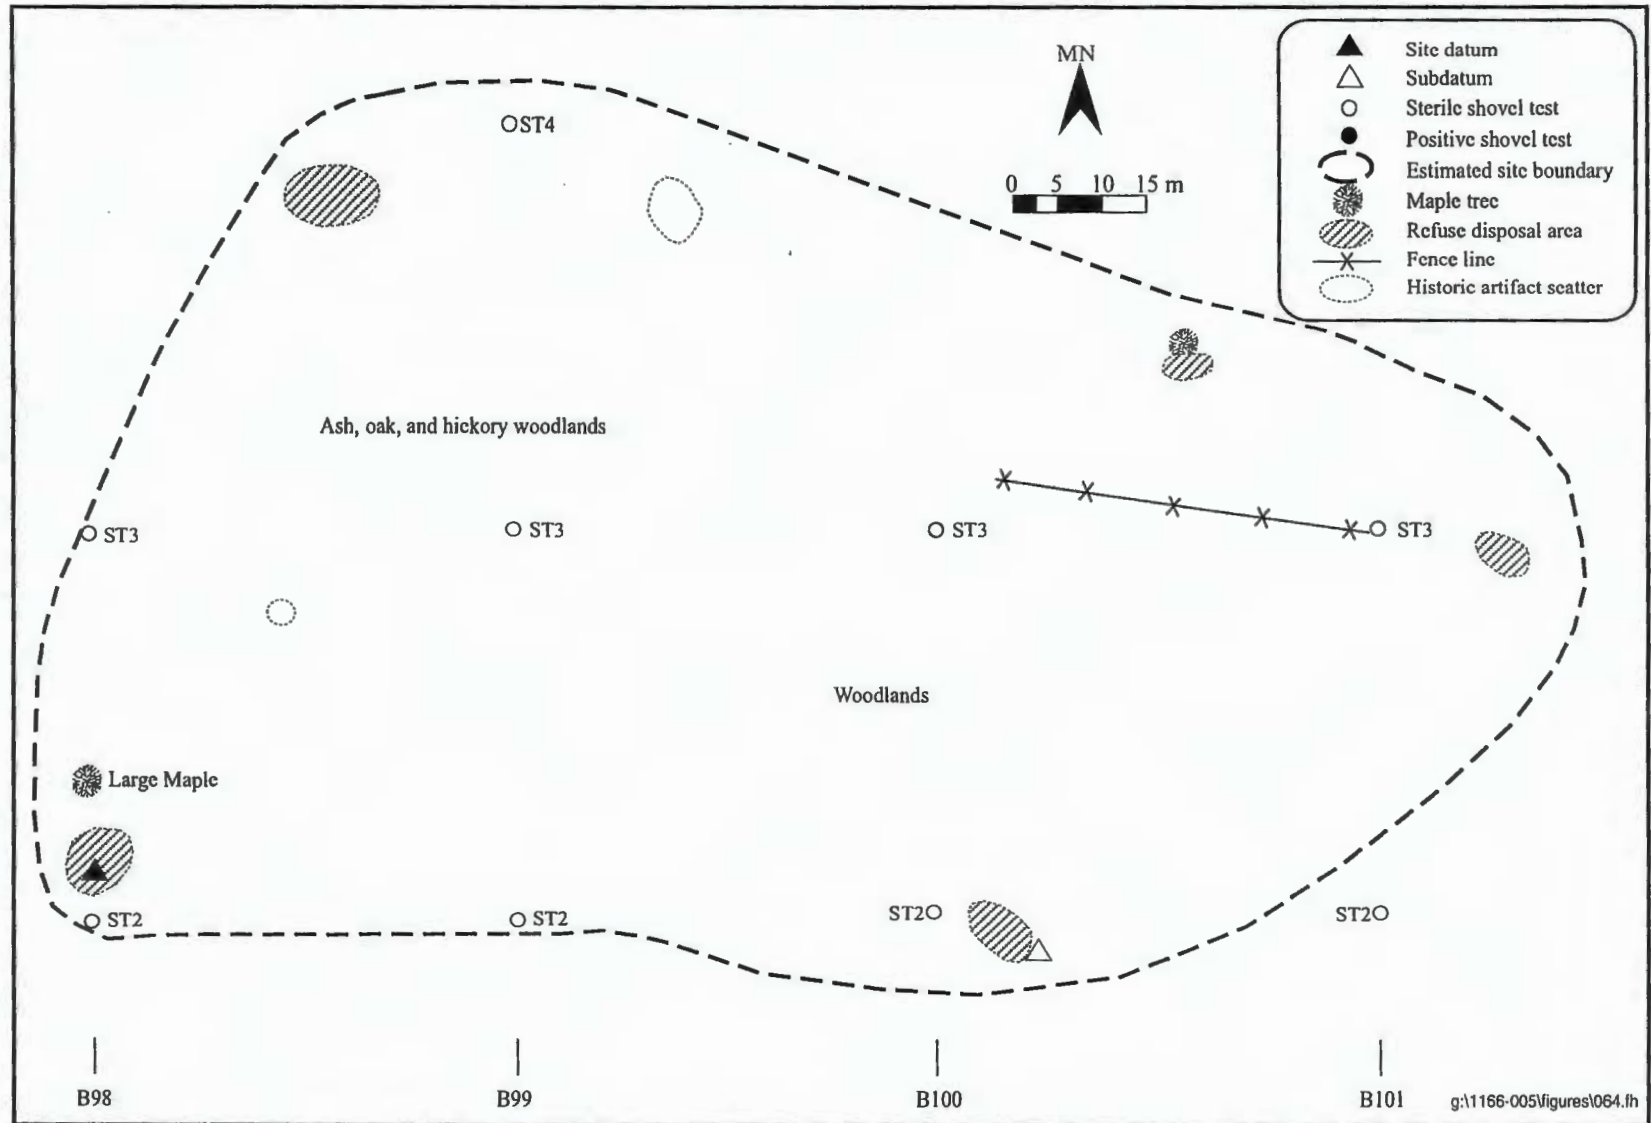 MN
0 5 10 15 m
Site datum
Subdatum
Sterile shovel test
Positive shovel test
Estimated site boundary
Maple tree
Refuse disposal area
Fence line
Historic artifact scatter
ST4
Ash, oak, and hickory woodlands
ST3
ST3
ST3
ST3
Woodlands
Large Maple
ST2
ST2
ST2
ST2
B98
B99
B100
B101
g:\1166-005\figures\064.fh